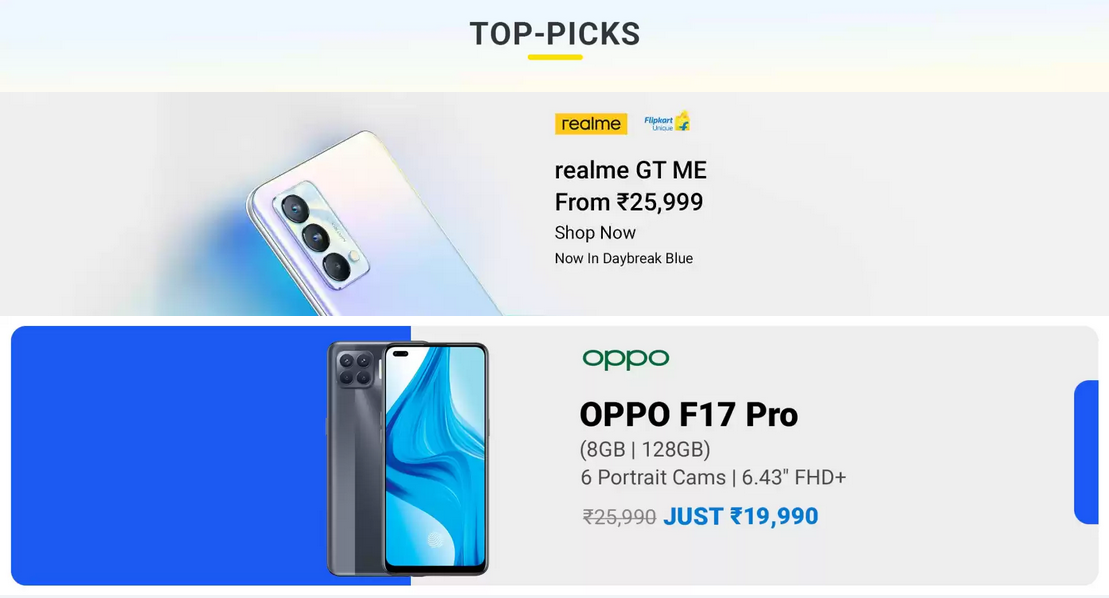 TOP-PICKS
realme
Flipkart
Unique
realme GT ME
From ₹25,999
Shop Now
Now In Daybreak Blue
oppo
OPPO F17 Pro
(8GB | 128GB)
6 Portrait Cams | 6.43" FHD+
₹25,990 JUST ₹19,990